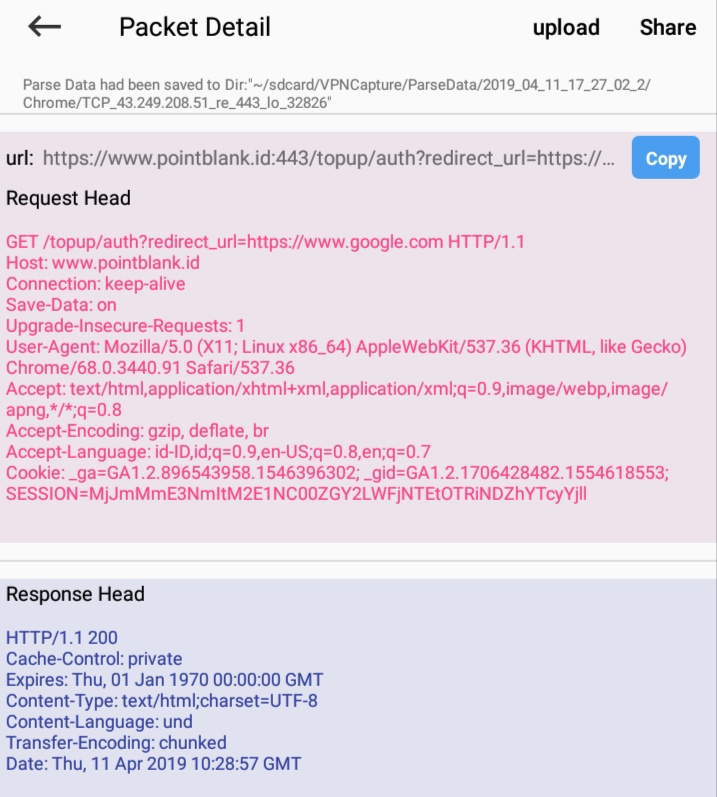 Packet Detail
upload
Share
Parse Data had been saved to Dir:"~/sdcard/VPNCapture/ParseData/2019_04_11_17_27_02_2/
Chrome/TCP_43.249.208.51_re_443_lo_32826"
url: https://www.pointblank.id:443/topup/auth?redirect_url=https://...
Copy
Request Head
GET /topup/auth?redirect_url=https://www.google.com HTTP/1.1
Host: www.pointblank.id
Connection: keep-alive
Save-Data: on
Upgrade-Insecure-Requests: 1
User-Agent: Mozilla/5.0 (X11; Linux x86_64) AppleWebKit/537.36 (KHTML, like Gecko)
Chrome/68.0.3440.91 Safari/537.36
Accept: text/html,application/xhtml+xml,application/xml;q=0.9,image/webp,image/
apng,*/*;q=0.8
Accept-Encoding: gzip, deflate, br
Accept-Language: id-ID,id;q=0.9,en-US;q=0.8,en;q=0.7
Cookie: _ga=GA1.2.896543958.1546396302; _gid=GA1.2.1706428482.1554618553;
SESSION=MjJmMmE3NmItM2E1NC00ZGY2LWFjNTEtOTRiNDZhYTcyYjll
Response Head
HTTP/1.1 200
Cache-Control: private
Expires: Thu, 01 Jan 1970 00:00:00 GMT
Content-Type: text/html;charset=UTF-8
Content-Language: und
Transfer-Encoding: chunked
Date: Thu, 11 Apr 2019 10:28:57 GMT